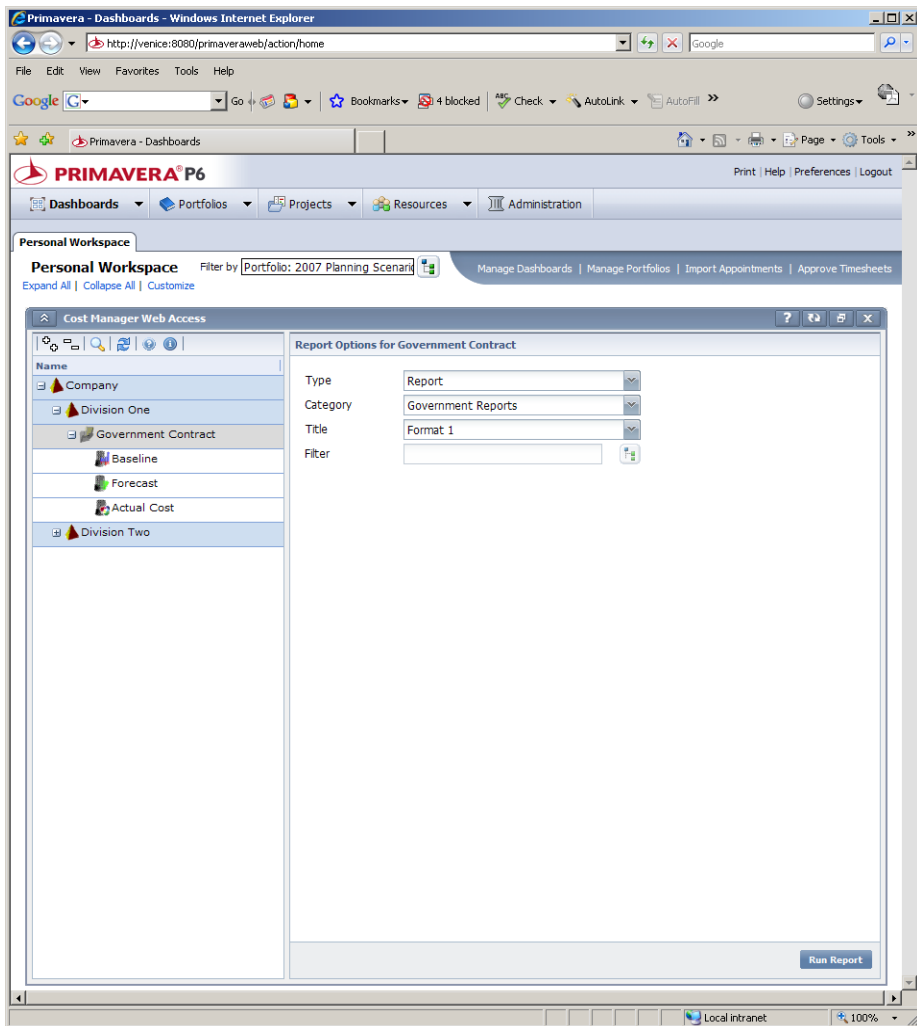 Primavera - Dashboards - Windows Internet Explorer
http://venice:8080/primaveraweb/action/home
Google
File Edit View Favorites Tools Help
Google G Go Bookmarks 4 blocked ABC Check AutoLink AutoFill » Settings
Primavera - Dashboards Page Tools »
PRIMAVERA® P6
Print | Help | Preferences | Logout
Dashboards Portfolios Projects Resources Administration
Personal Workspace
Personal Workspace Filter by Portfolio: 2007 Planning Scenario Manage Dashboards | Manage Portfolios | Import Appointments | Approve Timesheets
Expand All | Collapse All | Customize
Cost Manager Web Access
Report Options for Government Contract
Name
Company
Division One
Government Contract
Baseline
Forecast
Actual Cost
Division Two
Type Report
Category Government Reports
Title Format 1
Filter
Run Report
Local intranet 100%